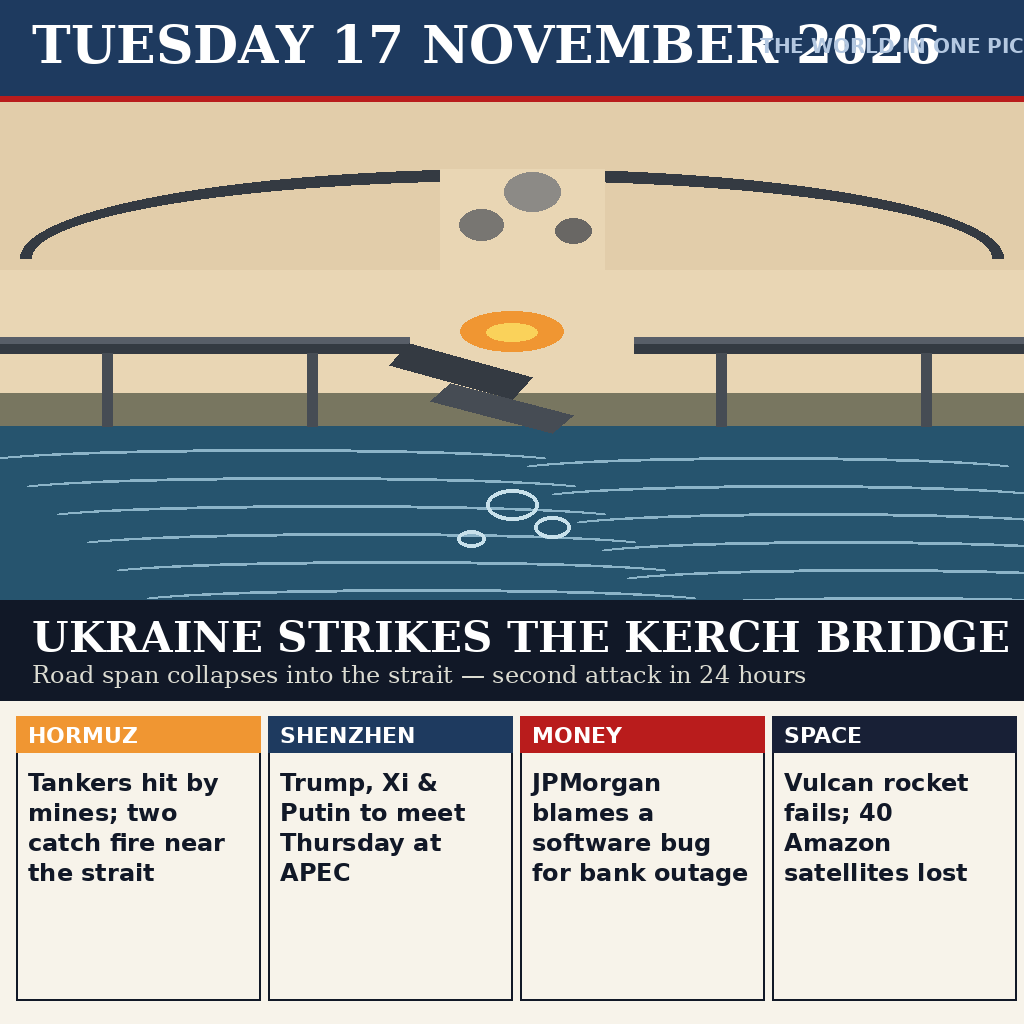 TUESDAY 17 NOVEMBER 2026
THE WORLD IN ONE PIC
UKRAINE STRIKES THE KERCH BRIDGE
Road span collapses into the strait — second attack in 24 hours
HORMUZ
Tankers hit by
mines; two
catch fire near
the strait
SHENZHEN
Trump, Xi &
Putin to meet
Thursday at
APEC
MONEY
JPMorgan
blames a
software bug
for bank outage
SPACE
Vulcan rocket
fails; 40
Amazon
satellites lost